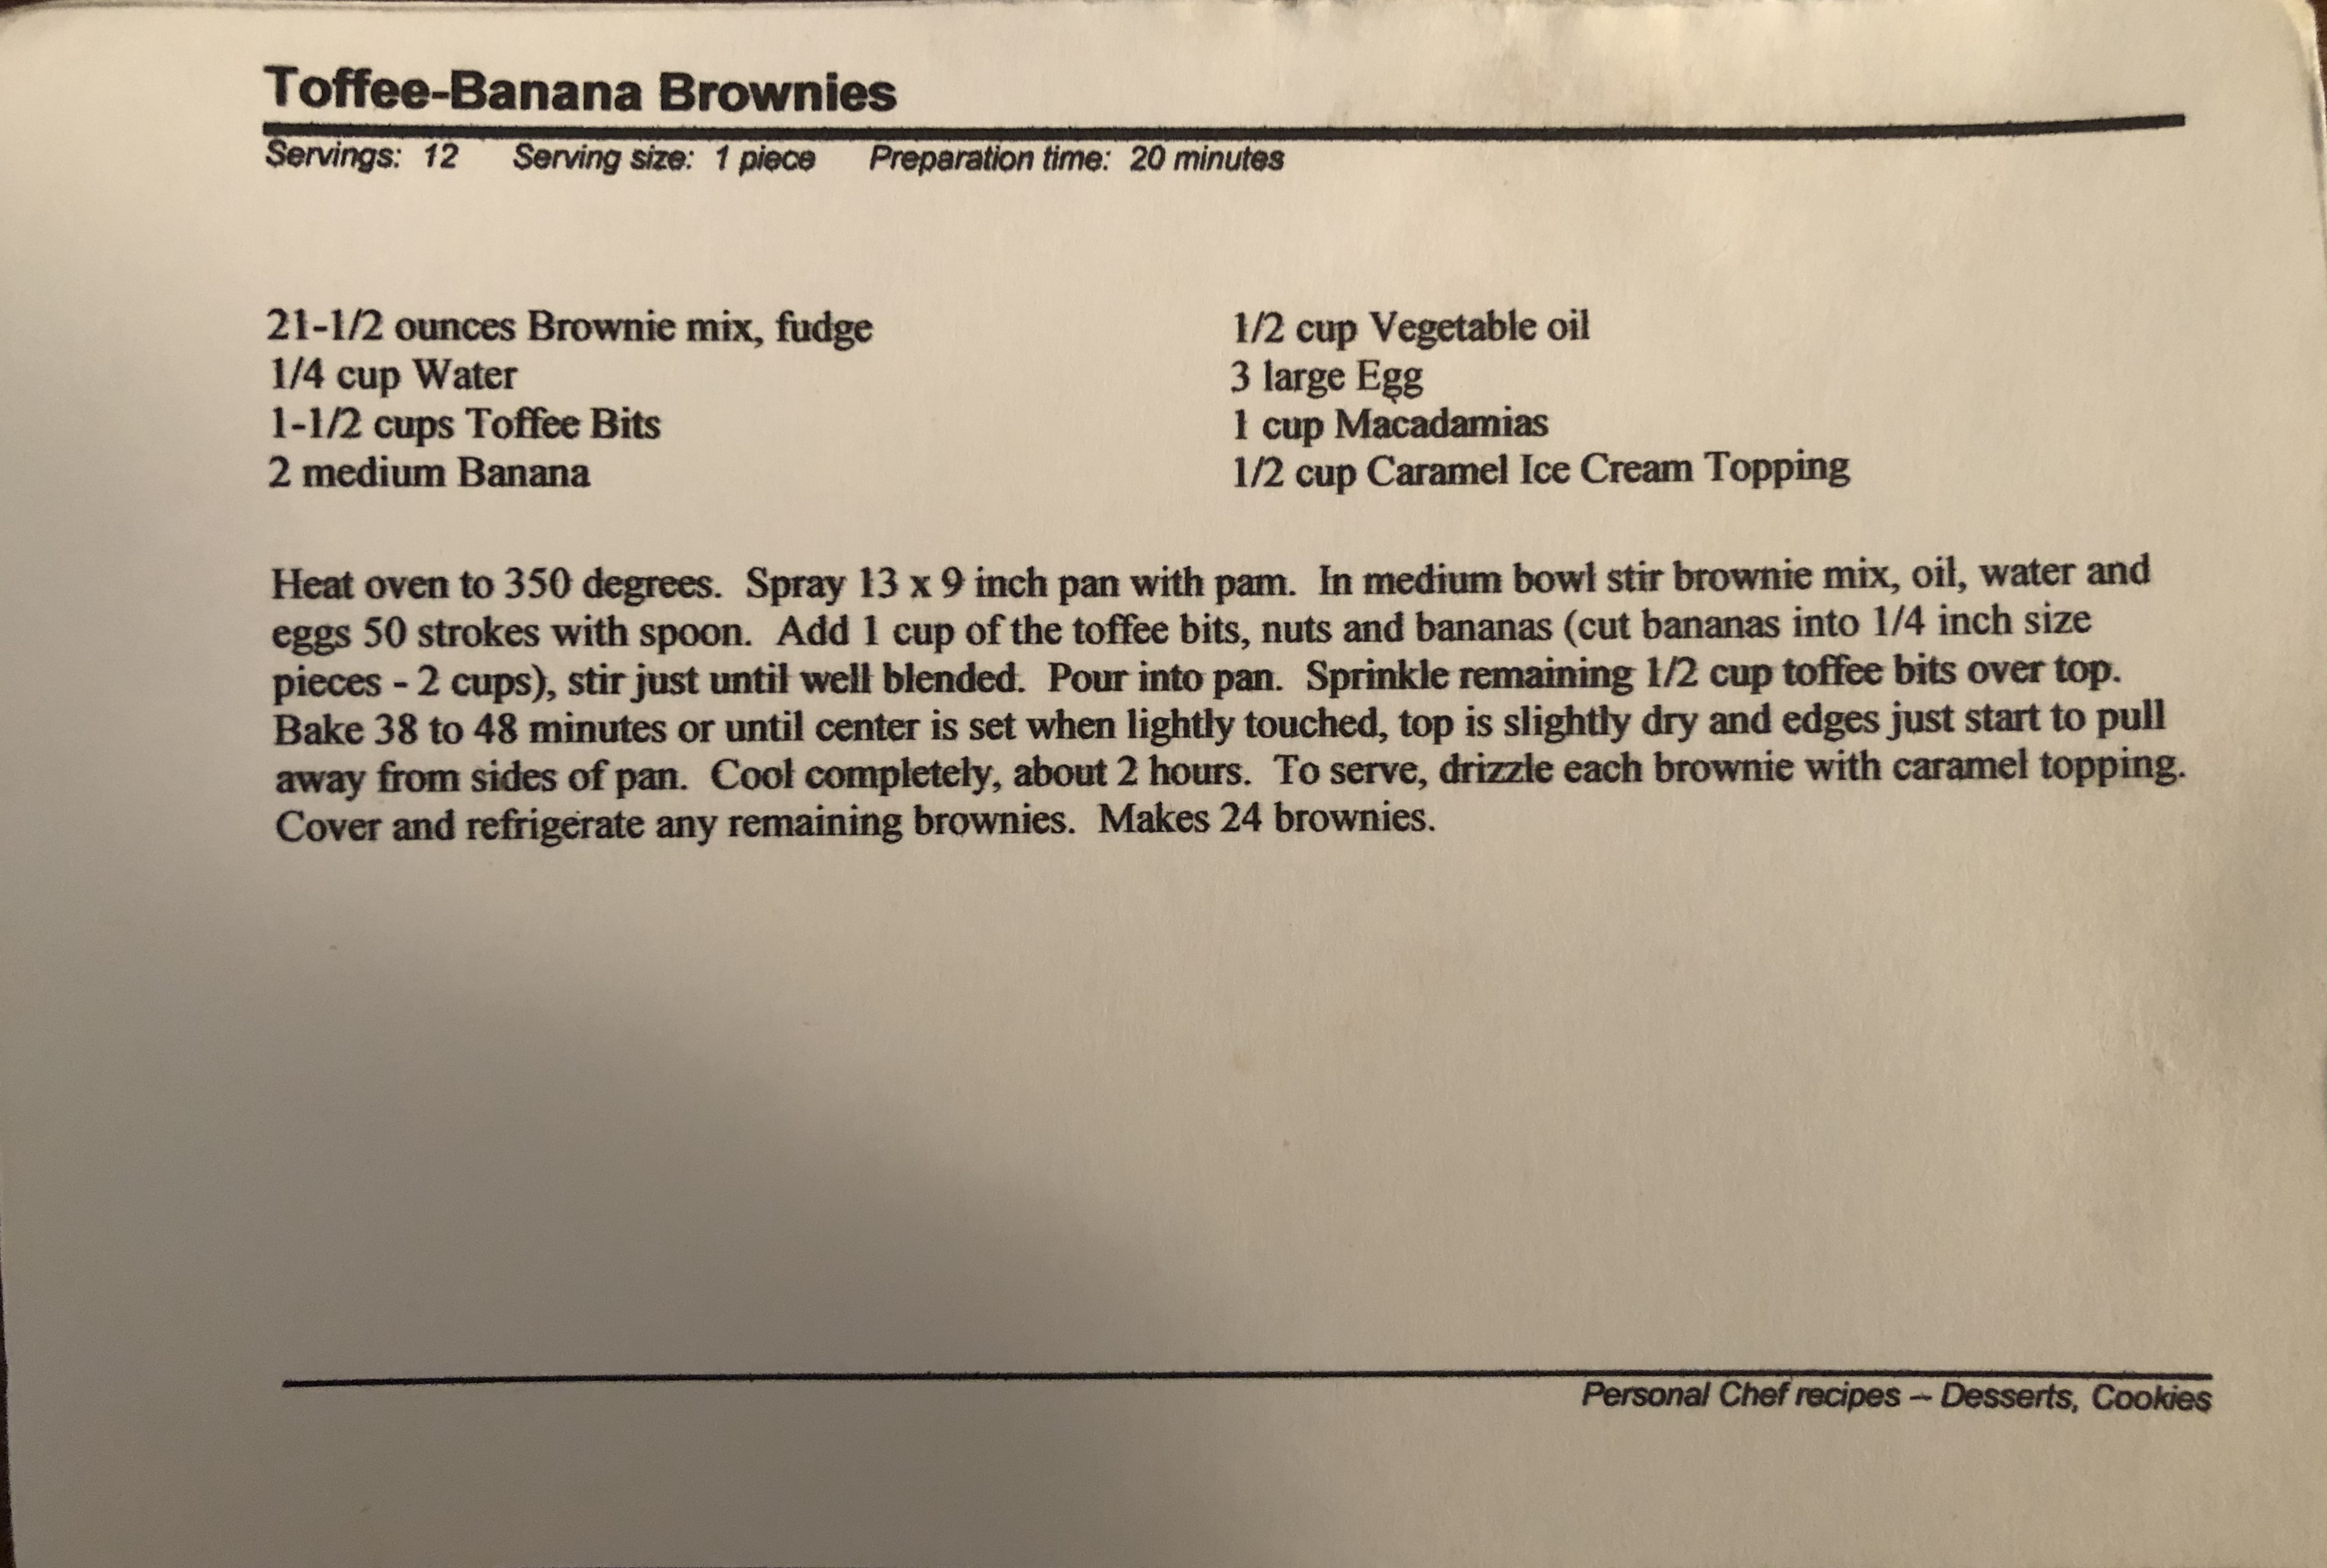 Toffee-Banana Brownies
Servings: 12 Serving size: 1 piece Preparation time: 20 minutes
21-1/2 ounces Brownie mix, fudge
1/4 cup Water
1-1/2 cups Toffee Bits
2 medium Banana
1/2 cup Vegetable oil
3 large Egg
1 cup Macadamias
1/2 cup Caramel Ice Cream Topping
Heat oven to 350 degrees. Spray 13 x 9 inch pan with pam. In medium bowl stir brownie mix, oil, water and
eggs 50 strokes with spoon. Add 1 cup of the toffee bits, nuts and bananas (cut bananas into 1/4 inch size
pieces - 2 cups), stir just until well blended. Pour into pan. Sprinkle remaining 1/2 cup toffee bits over top.
Bake 38 to 48 minutes or until center is set when lightly touched, top is slightly dry and edges just start to pull
away from sides of pan. Cool completely, about 2 hours. To serve, drizzle each brownie with caramel topping.
Cover and refrigerate any remaining brownies. Makes 24 brownies.
Personal Chef recipes -- Desserts, Cookies